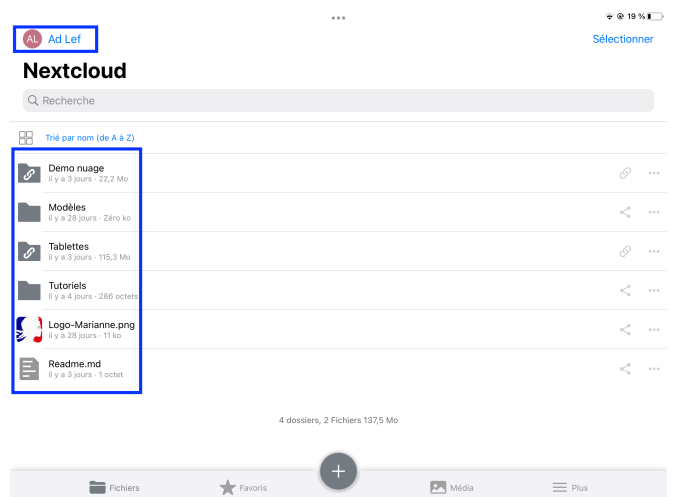 19 %
AL Ad Lef
Sélectionner
Nextcloud
Recherche
Trié par nom (de A à Z)
Demo nuage
il y a 3 jours - 22,2 Mo
Modèles
il y a 28 jours - Zéro ko
Tablettes
il y a 3 jours - 115,3 Mo
Tutoriels
il y a 4 jours - 286 octets
Logo-Marianne.png
il y a 28 jours - 11 ko
Readme.md
il y a 3 jours - 1 octet
4 dossiers, 2 Fichiers 137,5 Mo
Fichiers
Favoris
Média
Plus